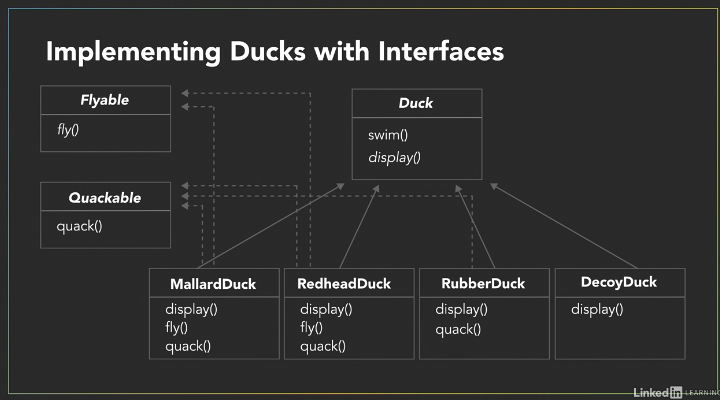 Implementing Ducks with Interfaces
Flyable
fly()
Duck
swim()
display()
Quackable
quack()
MallardDuck
display()
fly()
quack()
RedheadDuck
display()
fly()
quack()
RubberDuck
display()
quack()
DecoyDuck
display()
Linked in LEARNING